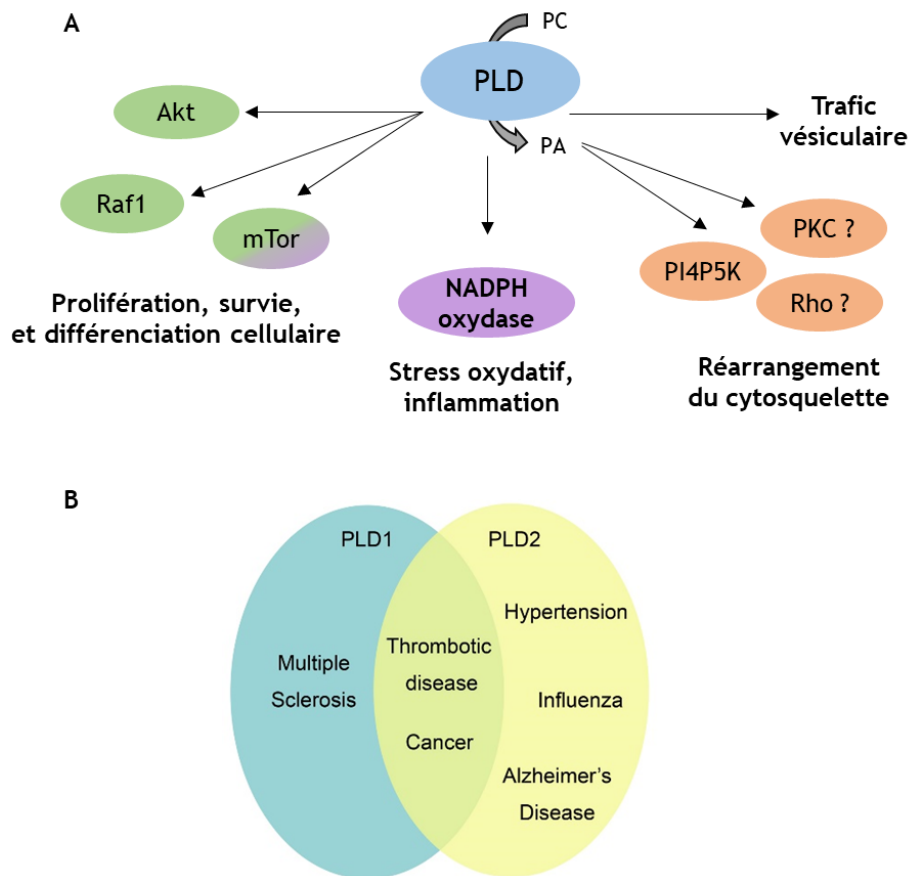 A
PC
PLD
PA
Akt
Raf1
mTor
Prolifération, survie,
et différenciation cellulaire
NADPH
oxydase
Stress oxydatif,
inflammation
Trafic
vésiculaire
PKC ?
PI4P5K
Rho ?
Réarrangement
du cytosquelette
B
PLD1
PLD2
Multiple
Sclerosis
Thrombotic
disease
Cancer
Hypertension
Influenza
Alzheimer's
Disease